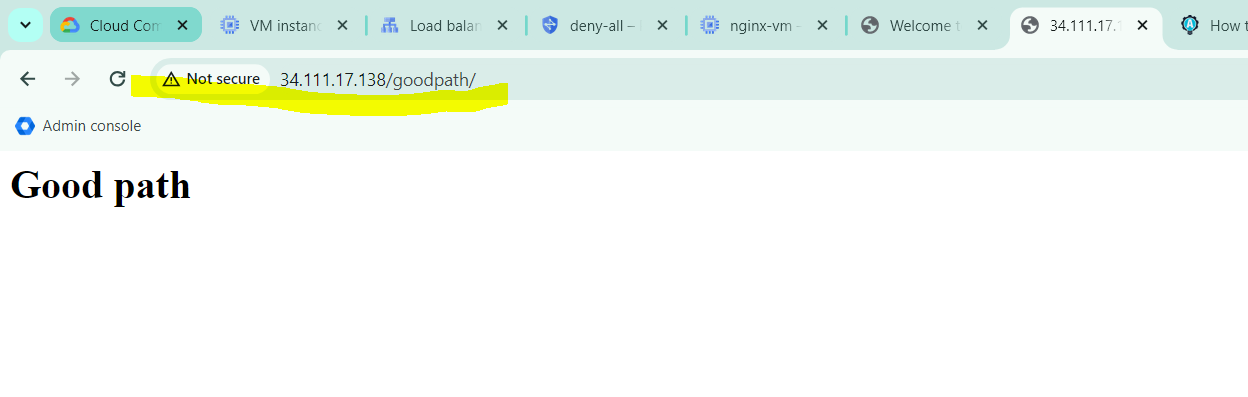 Cloud Com VM instanc Load balan deny-all – nginx-vm - Welcome t 34.111.17.1 How t
Not secure 34.111.17.138/goodpath/
Admin console
Good path